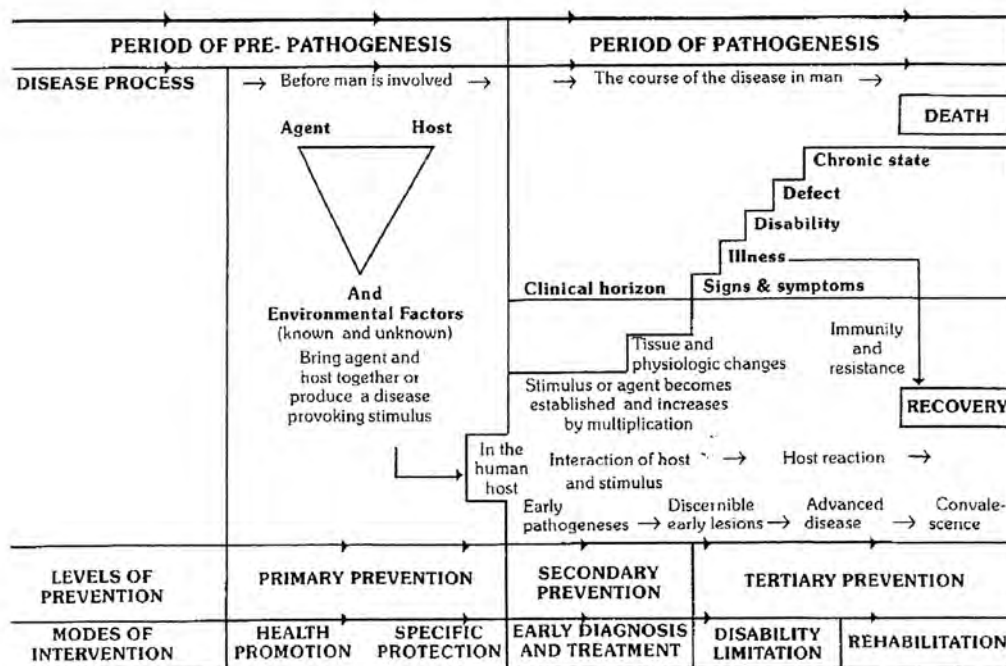 PERIOD OF PRE- PATHOGENESIS
PERIOD OF PATHOGENESIS
DISEASE PROCESS
Before man is involved
The course of the disease in man
DEATH
Agent
Host
Chronic state
Defect
Disability
Illness
And
Environmental Factors
(known and unknown)
Bring agent and
host together or
produce a disease
provoking stimulus
Clinical horizon
Signs & symptoms
Tissue and
physiologic changes
Immunity
and
resistance
Stimulus or agent becomes
established and increases
by multiplication
RECOVERY
In the
human
host
Interaction of host
and stimulus
Host reaction
Early
pathogeneses
Discernible
early lesions
Advanced
disease
Convale-
scence
LEVELS OF
PREVENTION
PRIMARY PREVENTION
SECONDARY
PREVENTION
TERTIARY PREVENTION
MODES OF
INTERVENTION
HEALTH
PROMOTION
SPECIFIC
PROTECTION
EARLY DIAGNOSIS
AND TREATMENT
DISABILITY
LIMITATION
REHABILITATION